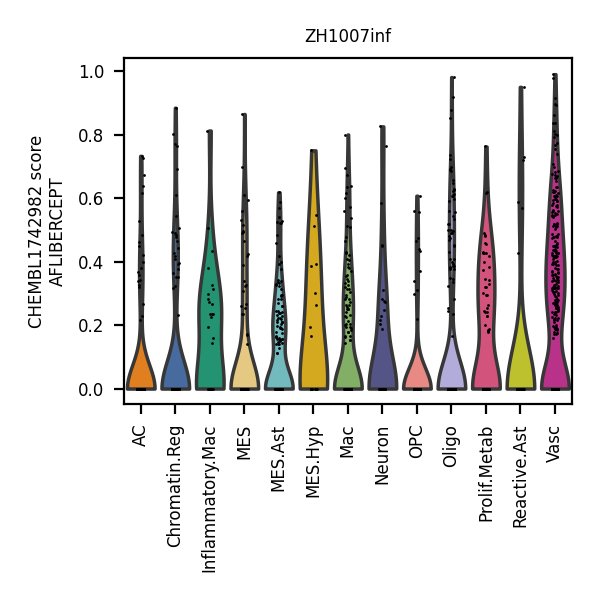 ZH1007inf
CHEMBL1742982 score
AFLIBERCEPT
1.0
0.8
0.6
0.4
0.2
0.0
AC
Chromatin.Reg
Inflammatory.Mac
MES
MES.Ast
MES.Hyp
Mac
Neuron
OPC
Oligo
Prolif.Metab
Reactive.Ast
Vasc